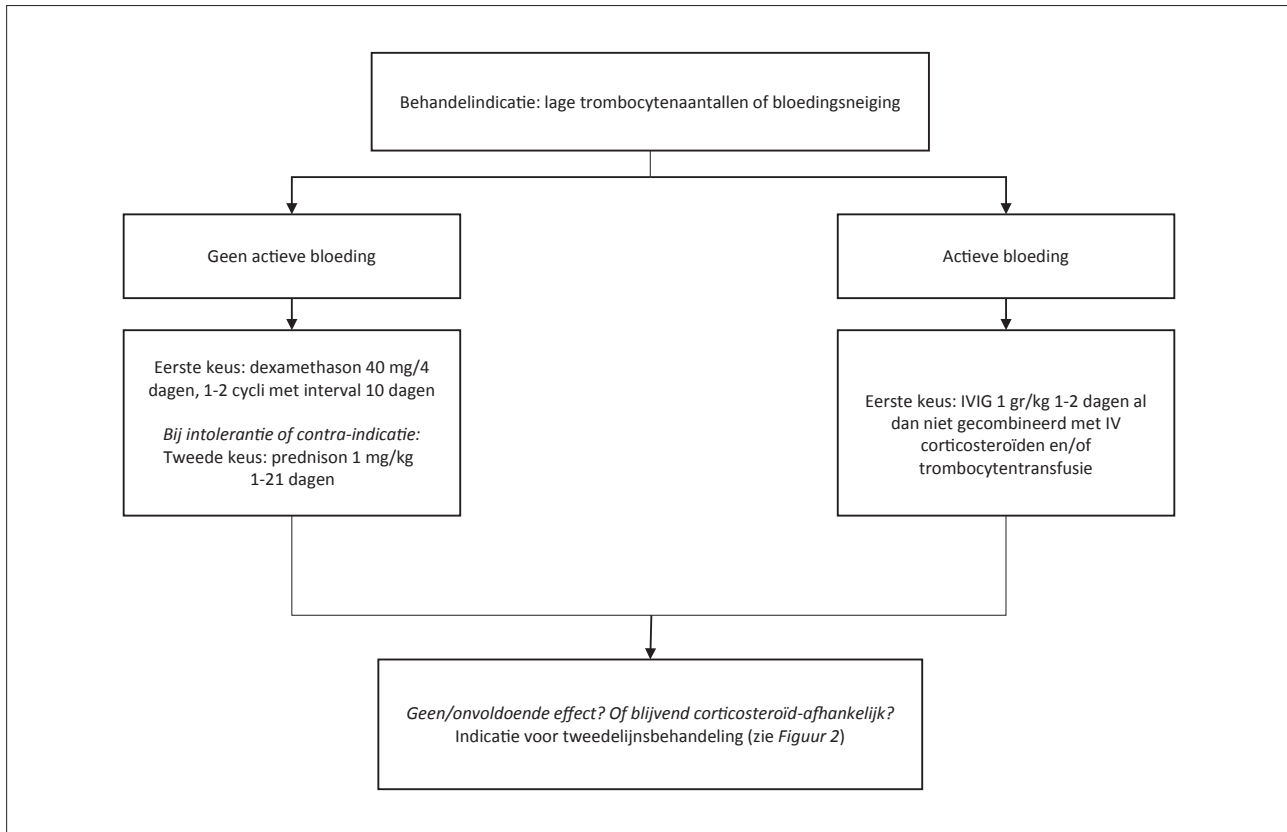 Behandelindicatie: lage trombocytenaantallen of bloedingsneiging
Geen actieve bloeding
Actieve bloeding
Eerste keus: dexamethason 40 mg/4
dagen, 1-2 cycli met interval 10 dagen
Bij intolerantie of contra-indicatie:
Tweede keus: prednison 1 mg/kg
1-21 dagen
Eerste keus: IVIG 1 gr/kg 1-2 dagen al
dan niet gecombineerd met IV
corticosteroïden en/of
trombocytentransfusie
Geen/onvoldoende effect? Of blijvend corticosteroïd-afhankelijk?
Indicatie voor tweedelijnsbehandeling (zie Figuur 2)